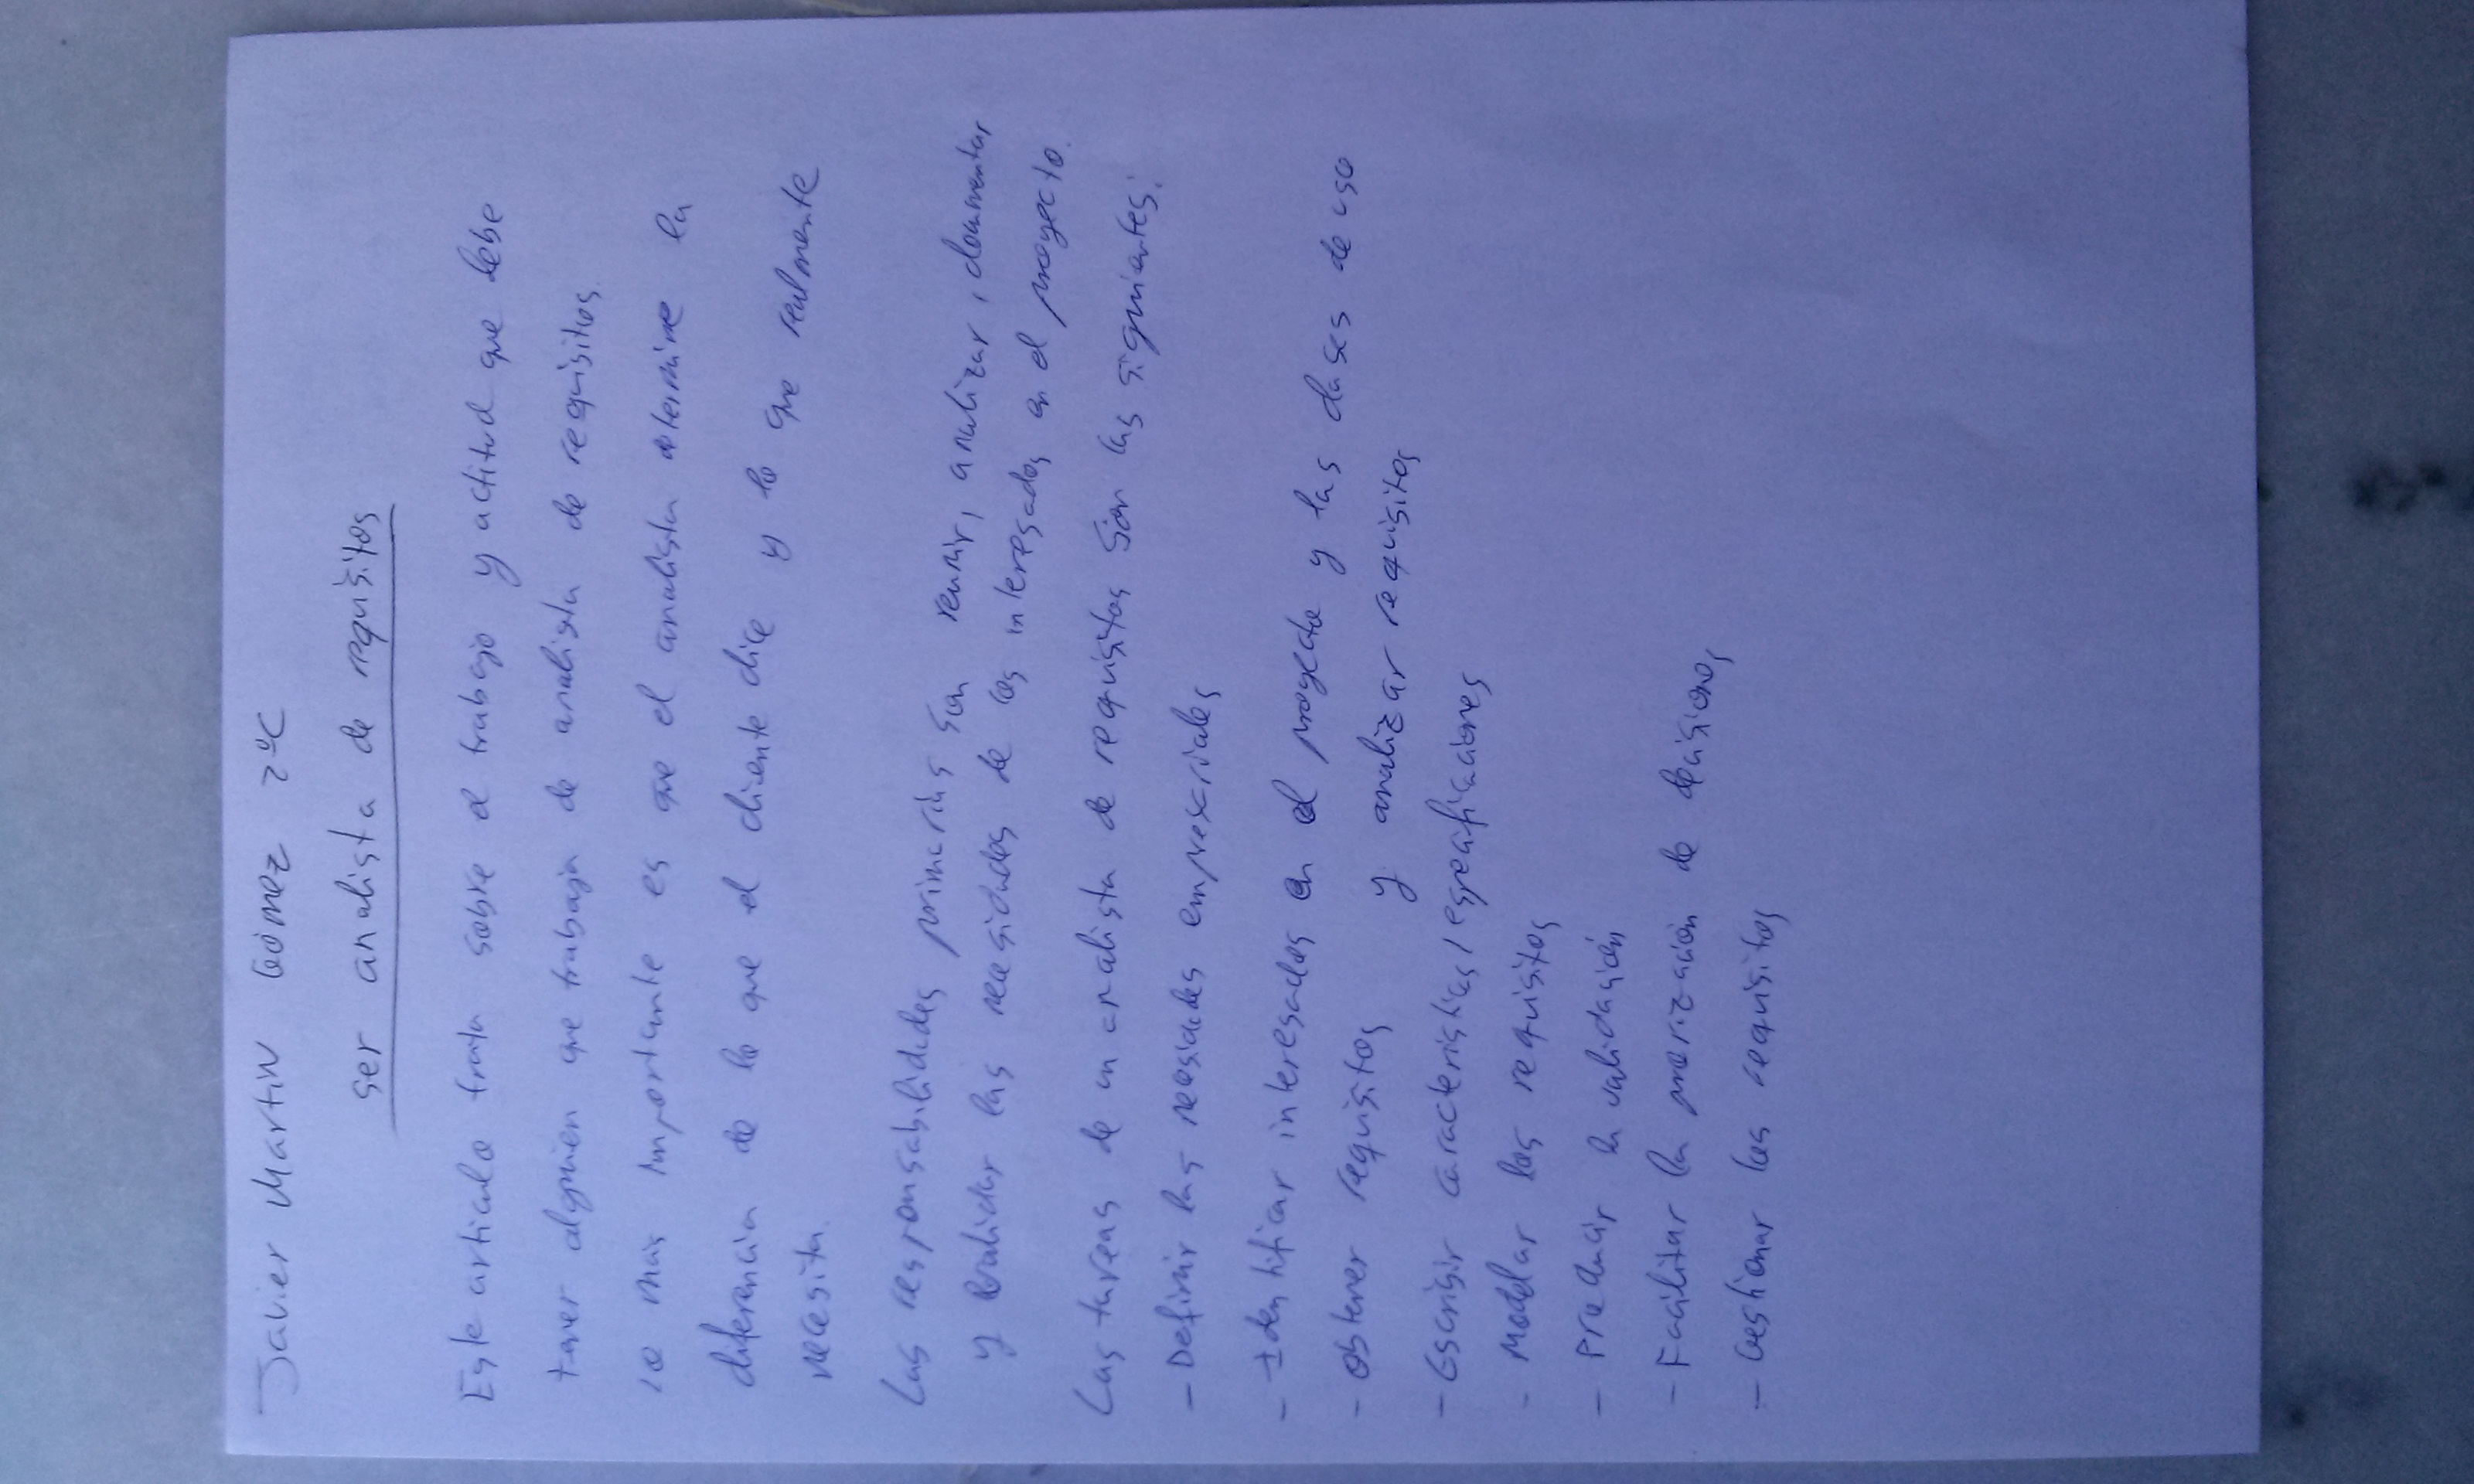 Javier Martin Gómez 2ºC
ser analista de requisitos
Este articulo trata sobre el trabajo y actitud que debe
tener alguien que trabaja de analista de requisitos.
Lo más importante es que el analista determine la
diferencia de lo que el cliente dice y lo que realmente
necesita.
Las responsabilidades primarias son reunir, analizar, documentar
y validar las necesidades de los interesados en el proyecto.
Las tareas de un analista de requisitos son las siguientes:
- Definir las necesidades empresariales
- Identificar interesados en el proyecto y las clases de uso
- Obtener requisitos y analizar requisitos
- Escribir caracteristicas/especificaciones
- Modelar los requisitos
- Producir la validación
- Facilitar la priorización de decisiones
- Gestionar los requisitos